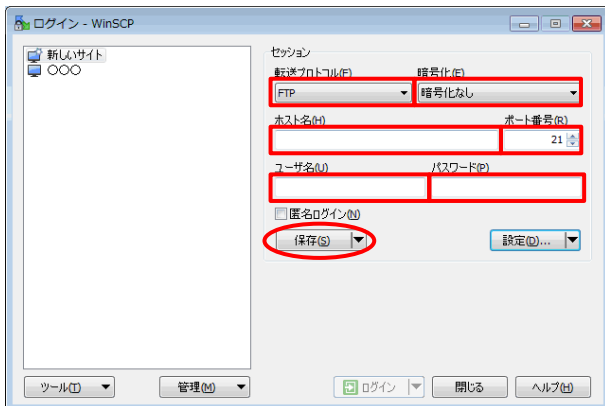 ログイン - WinSCP
新しいサイト
○○○
セッション
転送プロトコル(F) 暗号化(E)
FTP 暗号化なし
ホスト名(H) ポート番号(R)
21
ユーザ名(U) パスワード(P)
匿名ログイン(N)
保存(S) 設定(D)...
ツール(T) 管理(M) ログイン 閉じる ヘルプ(H)